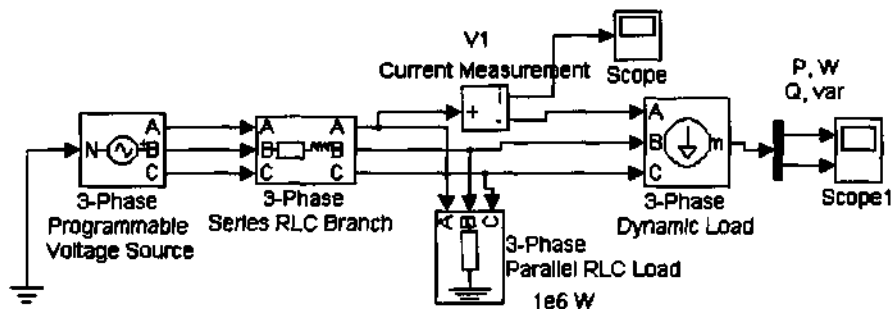 V1
Current Measurement
Scope
P, W
Q, var
N
A
B
C
A
B
C
A
B
C
+
i
-
A
B
C
m
Scope1
3-Phase
Programmable
Voltage Source
3-Phase
Series RLC Branch
A
B
C
3-Phase
Parallel RLC Load
1e6 W
3-Phase
Dynamic Load